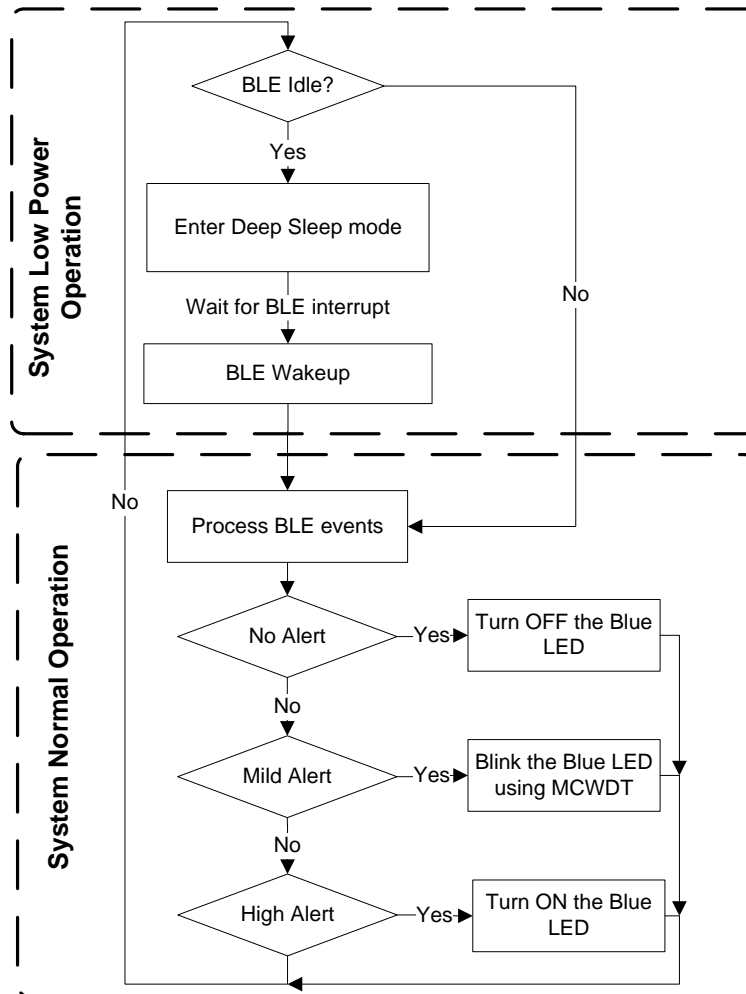 BLE Idle?
Yes
Enter Deep Sleep mode
Wait for BLE interrupt
BLE Wakeup
No
System Low Power
Operation
No
Process BLE events
No Alert
Yes
Turn OFF the Blue
LED
No
Mild Alert
Yes
Blink the Blue LED
using MCWDT
No
High Alert
Yes
Turn ON the Blue
LED
System Normal Operation